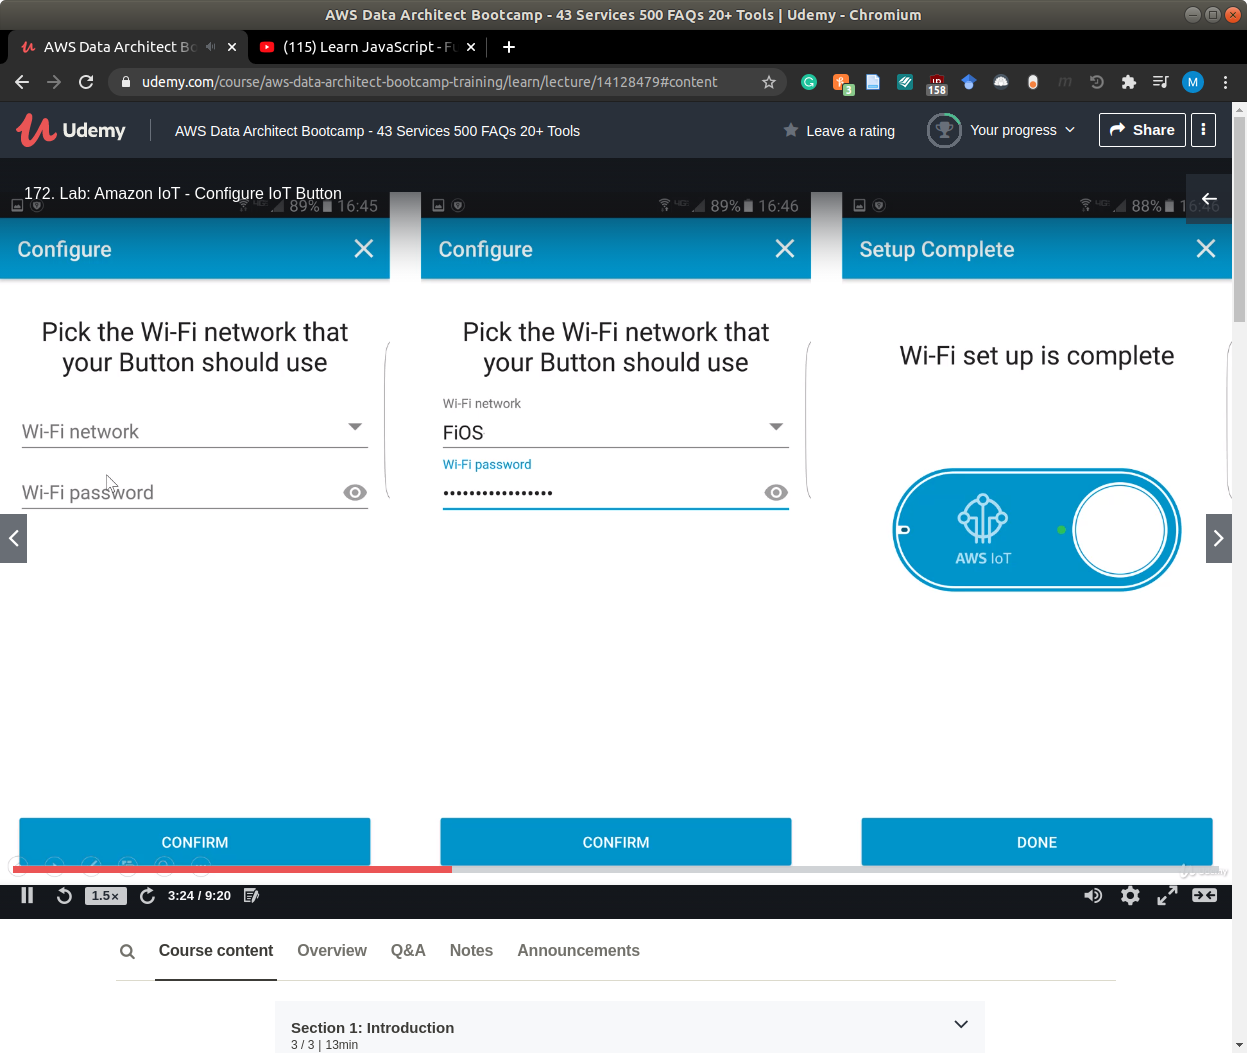 AWS Data Architect Bootcamp - 43 Services 500 FAQs 20+ Tools | Udemy - Chromium
AWS Data Architect Bo
(115) Learn JavaScript - Fu
udemy.com/course/aws-data-architect-bootcamp-training/learn/lecture/14128479#content
3
158
M
Udemy
AWS Data Architect Bootcamp - 43 Services 500 FAQs 20+ Tools
Leave a rating
Your progress
Share
172. Lab: Amazon IoT - Configure IoT Button
89% 16:45
89% 16:46
88% 16:46
Configure
Configure
Setup Complete
Pick the Wi-Fi network that
your Button should use
Pick the Wi-Fi network that
your Button should use
Wi-Fi set up is complete
Wi-Fi network
Wi-Fi password
Wi-Fi network
FiOS
Wi-Fi password
•••••••••••••••••
AWS IoT
CONFIRM
CONFIRM
DONE
Udemy
1.5×
3:24 / 9:20
Course content
Overview
Q&A
Notes
Announcements
Section 1: Introduction
3 / 3 | 13min